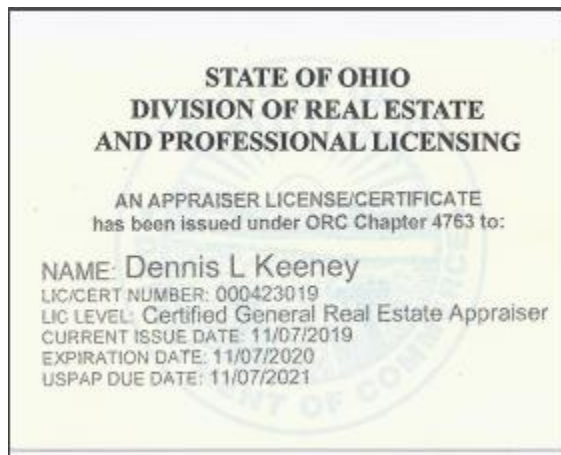 STATE OF OHIO
DIVISION OF REAL ESTATE
AND PROFESSIONAL LICENSING
AN APPRAISER LICENSE/CERTIFICATE
has been issued under ORC Chapter 4763 to:
NAME: Dennis L Keeney
LIC/CERT NUMBER: 000423019
LIC LEVEL: Certified General Real Estate Appraiser
CURRENT ISSUE DATE: 11/07/2019
EXPIRATION DATE: 11/07/2020
USPAP DUE DATE: 11/07/2021